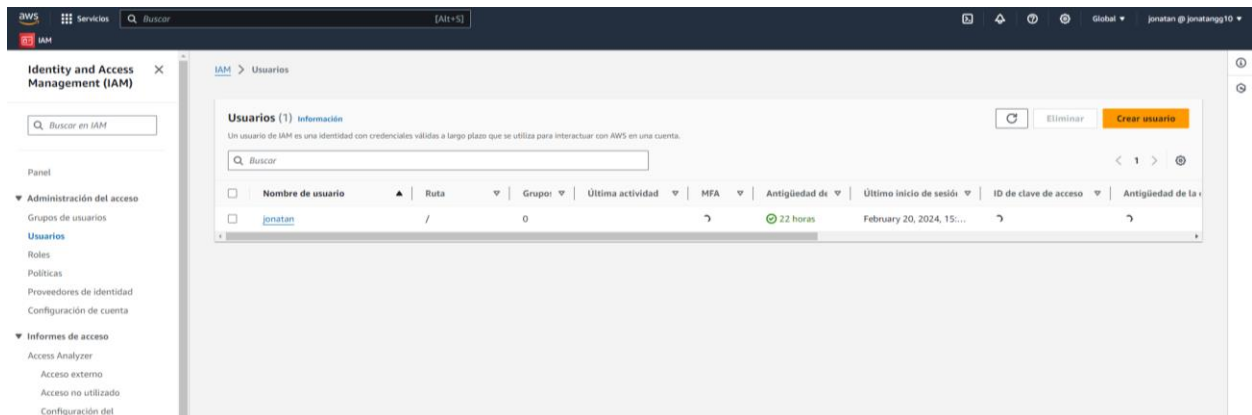 aws Servicios Buscar [Alt+S] Global jonatan @ jonatangg10
IAM
Identity and Access Management (IAM)
Buscar en IAM
Panel
Administración del acceso
Grupos de usuarios
Usuarios
Roles
Políticas
Proveedores de identidad
Configuración de cuenta
Informes de acceso
Access Analyzer
Acceso externo
Acceso no utilizado
Configuración del
IAM > Usuarios
Usuarios (1) Información
Eliminar Crear usuario
Un usuario de IAM es una identidad con credenciales válidas a largo plazo que se utiliza para interactuar con AWS en una cuenta.
Buscar
< 1 >
Nombre de usuario Ruta Grupos Última actividad MFA Antigüedad de Último inicio de sesión ID de clave de acceso Antigüedad de la
jonatan / 0 22 horas February 20, 2024, 15:...